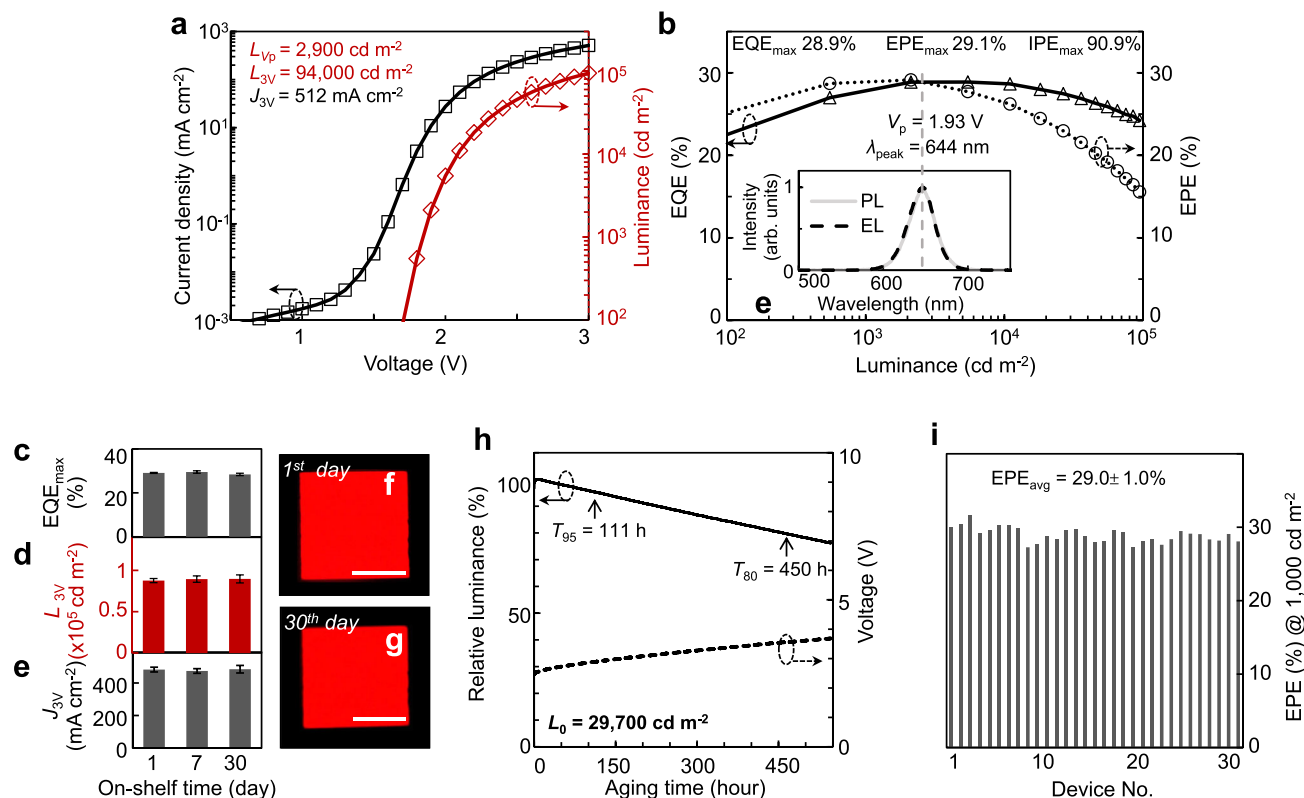 a
L_Vp = 2,900 cd m-2
L_3V = 94,000 cd m-2
J_3V = 512 mA cm-2
Current density (mA cm-2)
10^3
10^1
10^-1
10^-3
1
2
3
Voltage (V)
10^5
10^4
10^3
10^2
Luminance (cd m-2)
b
EQE_max 28.9%
EPE_max 29.1%
IPE_max 90.9%
EQE (%)
30
20
10
0
V_p = 1.93 V
λ_peak = 644 nm
Intensity
(arb. units)
1
0
PL
EL
500
600
700
Wavelength (nm)
e
10^2
10^3
10^4
10^5
Luminance (cd m-2)
30
20
10
0
EPE (%)
c
EQE_max
(%)
40
20
0
d
L_3V
(x10^5 cd m-2)
1
0.5
0
e
J_3V
(mA cm-2)
400
200
0
1
7
30
On-shelf time (day)
1st day
f
30th day
g
h
Relative luminance (%)
100
50
0
T_95 = 111 h
T_80 = 450 h
L_0 = 29,700 cd m-2
0
150
300
450
Aging time (hour)
10
5
0
Voltage (V)
i
EPE_avg = 29.0± 1.0%
1
10
20
30
Device No.
30
20
10
0
EPE (%) @ 1,000 cd m-2